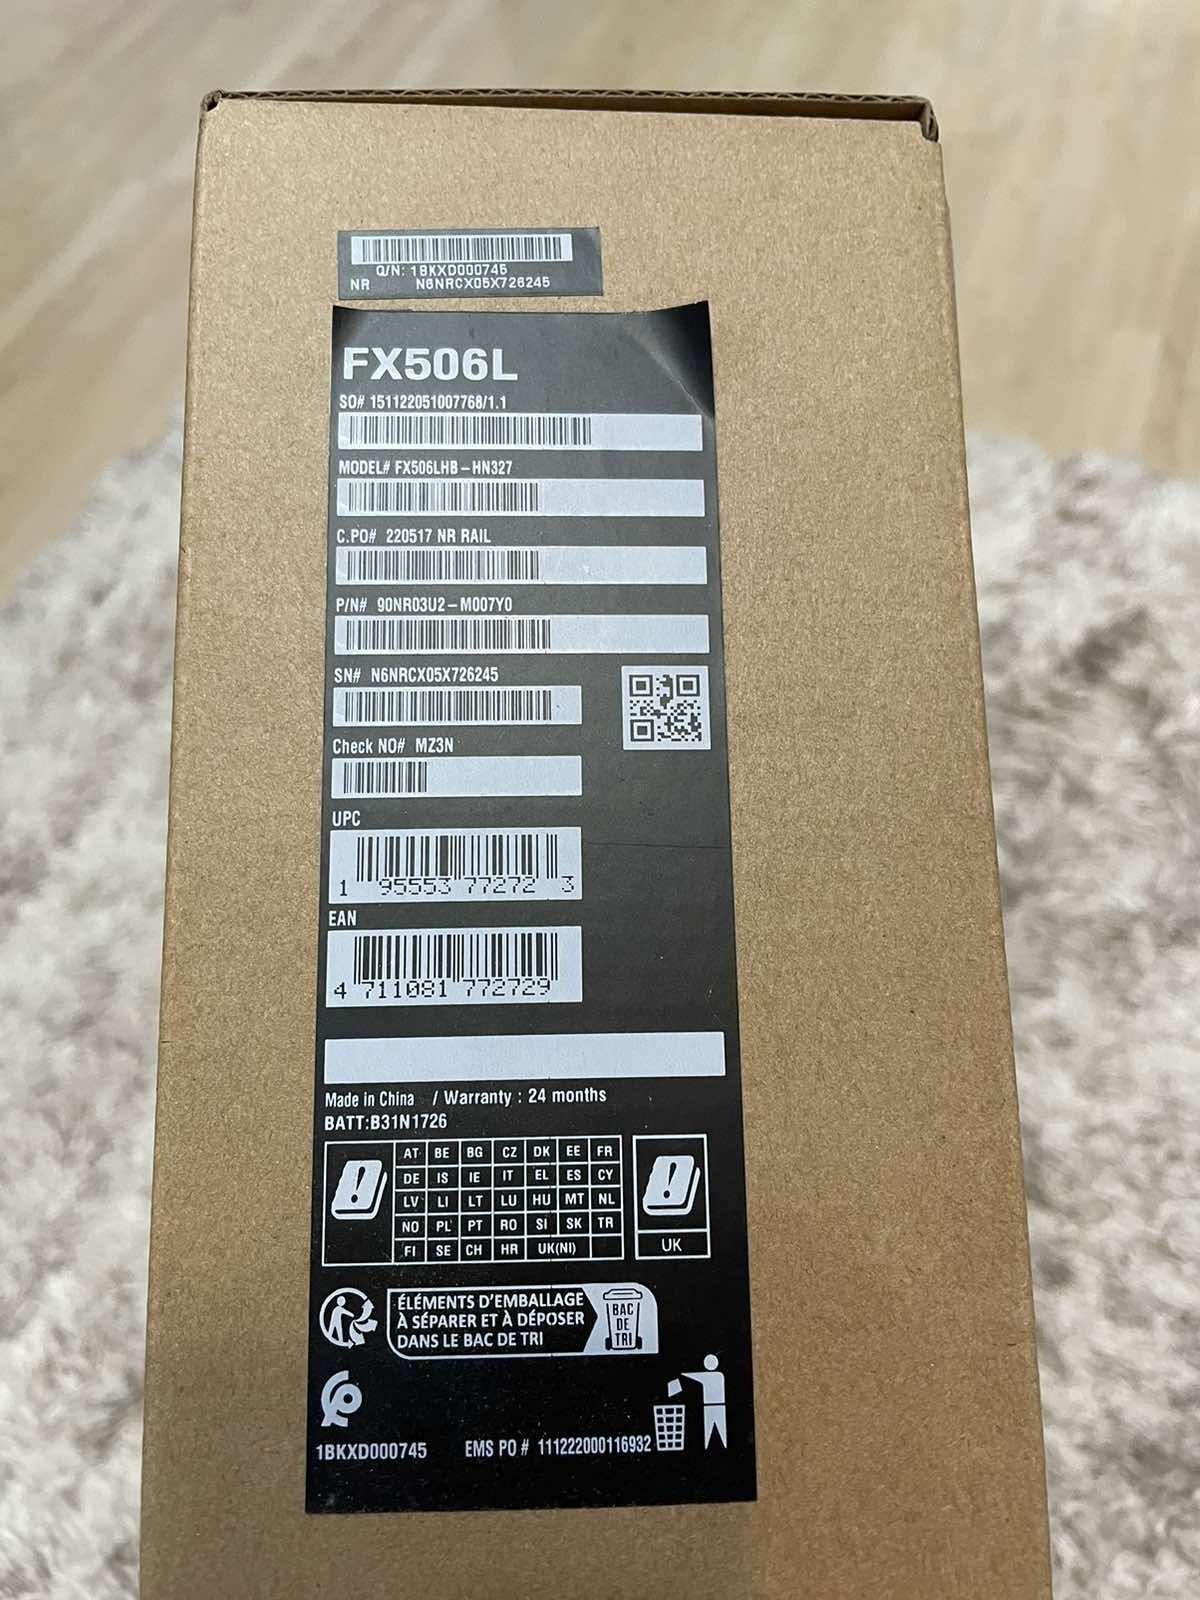 Q/N: 1BKXD000745
NR N6NRCX05X726245
FX506L
SO# 151122051007768/1.1
MODEL# FX506LHB-HN327
C.PO# 220517 NR RAIL
P/N# 90NR03U2-M007Y0
SN# N6NRCX05X726245
Check NO# MZ3N
UPC
1 95553 77272 3
EAN
4 711081 772729
Made in China / Warranty : 24 months
BATT:B31N1726
AT BE BG CZ DK EE FR
DE IS IE IT EL ES CY
LV LI LT LU HU MT NL
NO PL PT RO SI SK TR
FI SE CH HR UK(NI)
UK
ÉLÉMENTS D'EMBALLAGE
À SÉPARER ET À DÉPOSER
DANS LE BAC DE TRI
BAC
DE
TRI
1BKXD000745 EMS PO # 111222000116932